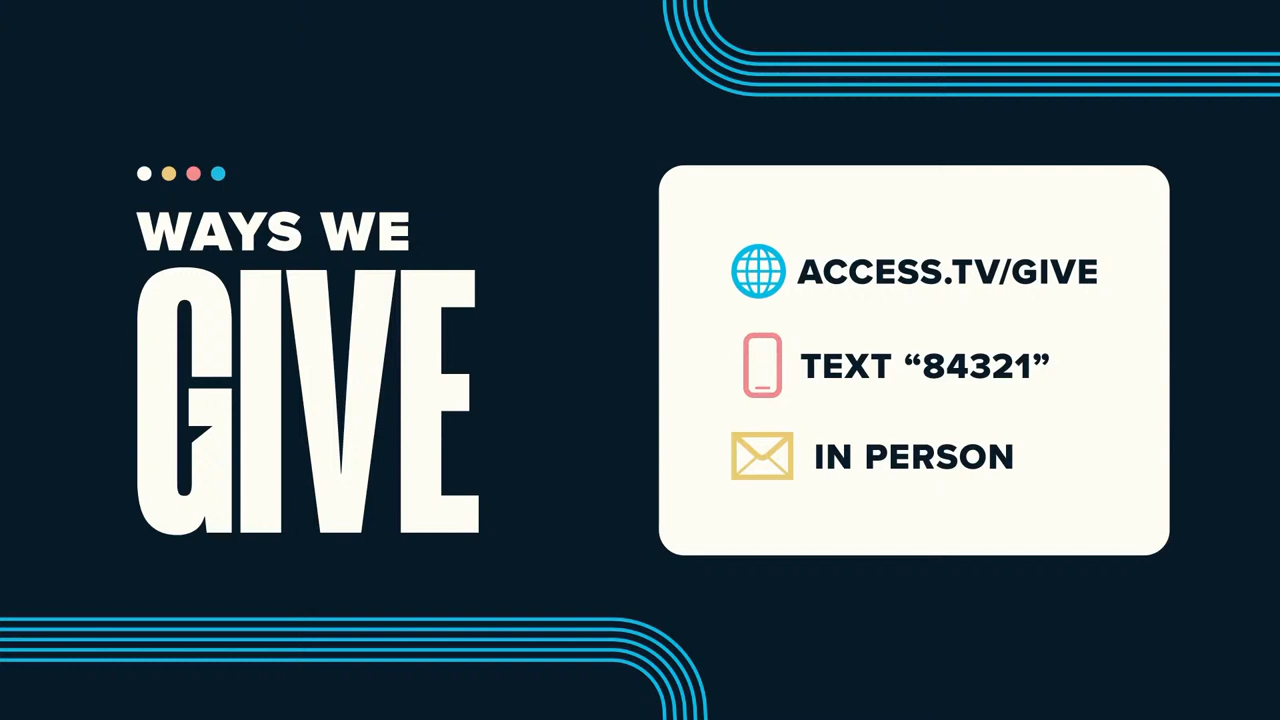 WAYS WE
GIVE
ACCESS.TV/GIVE
TEXT “84321”
IN PERSON